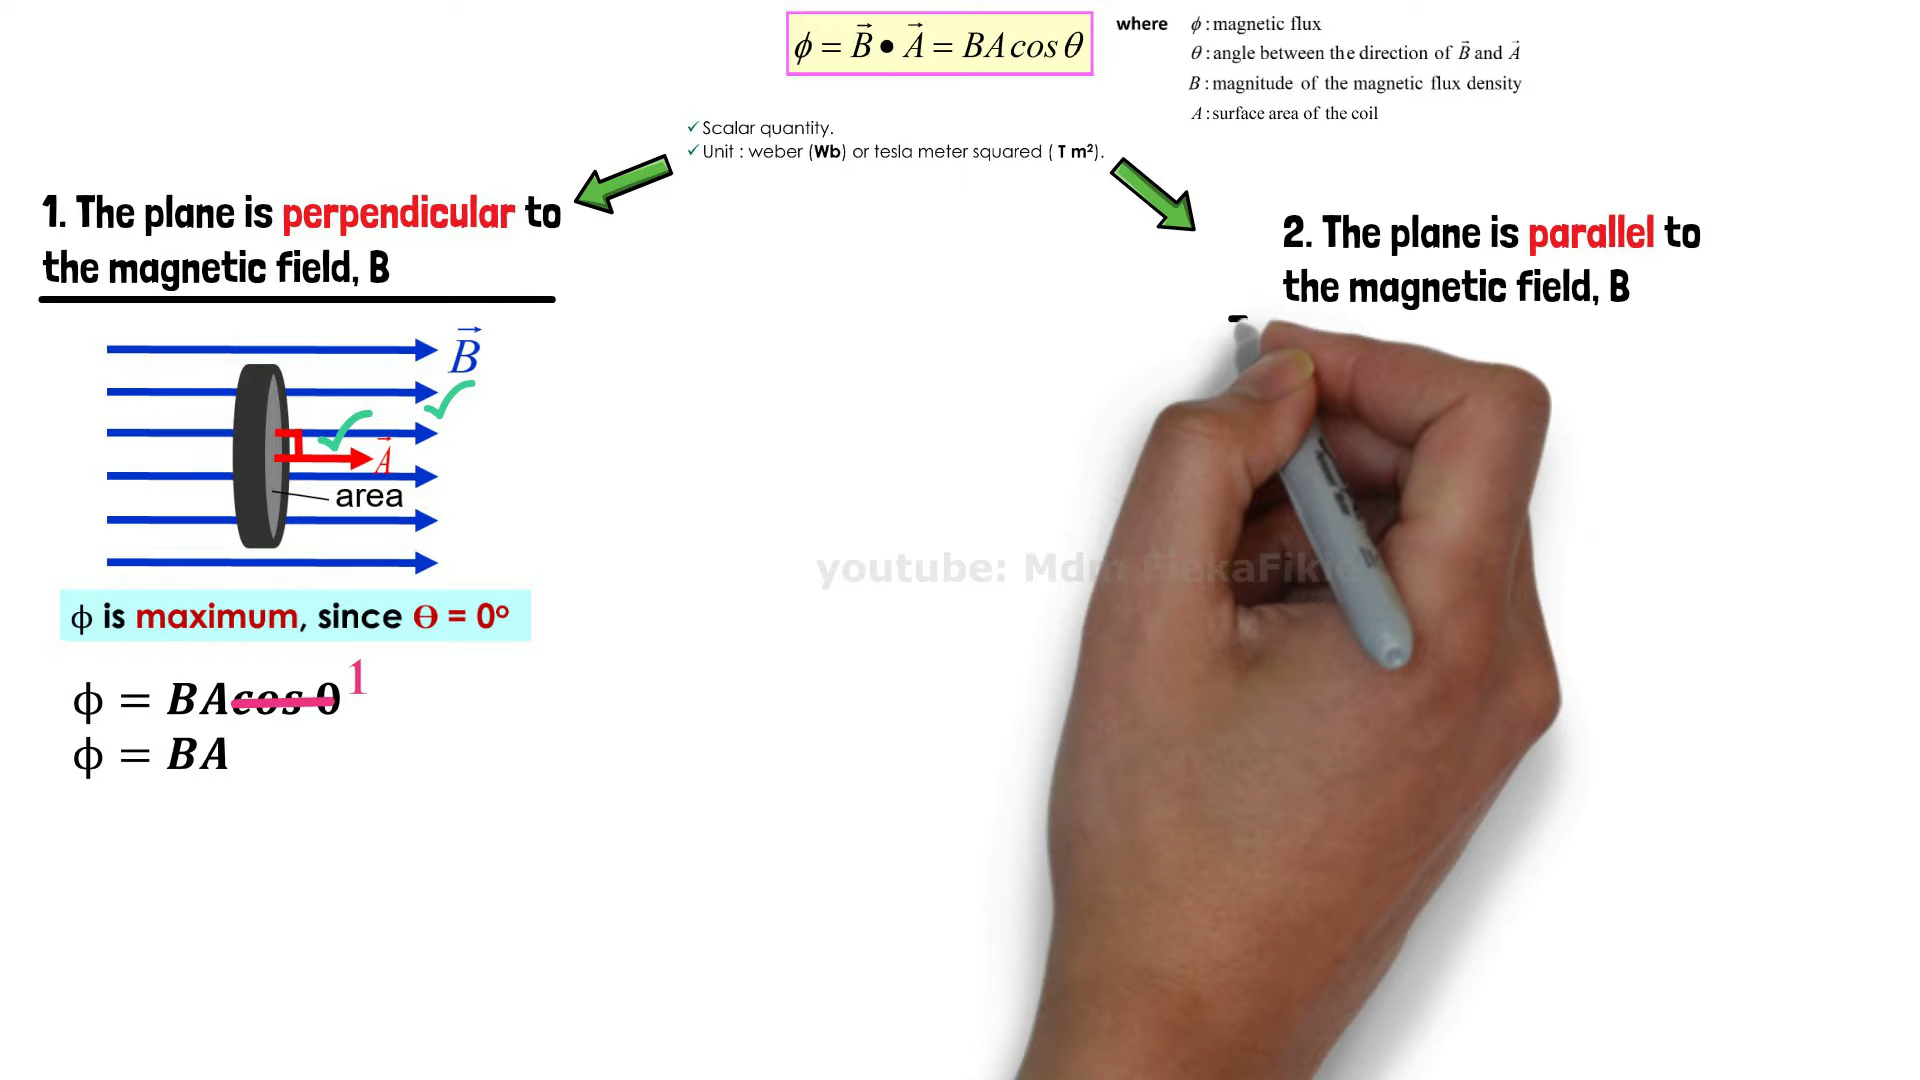 ϕ = B⃗ • A⃗ = BA cos θ
where
ϕ : magnetic flux
θ : angle between the direction of B⃗ and A⃗
B : magnitude of the magnetic flux density
A : surface area of the coil
✓ Scalar quantity.
✓ Unit : weber (Wb) or tesla meter squared ( T m²).
1. The plane is perpendicular to
the magnetic field, B
B⃗
A⃗
area
ϕ is maximum, since Θ = 0°
ϕ = BAcos 0 1
ϕ = BA
2. The plane is parallel to
the magnetic field, B
youtube: Mdm